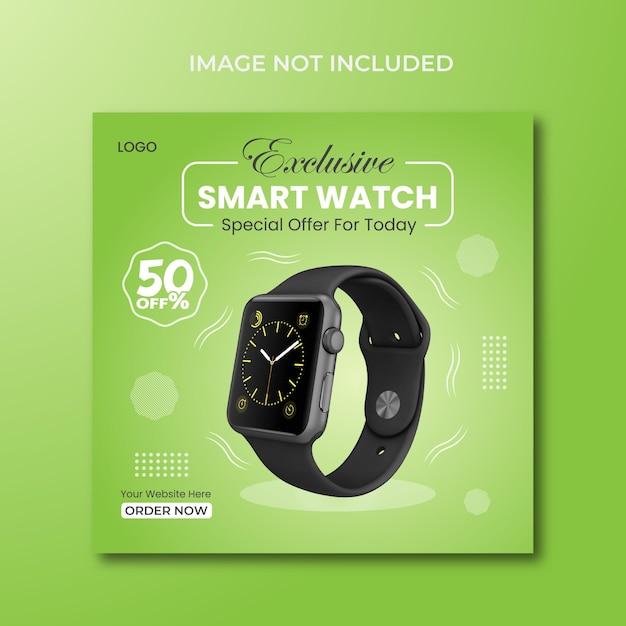 IMAGE NOT INCLUDED
LOGO
Exclusive
SMART WATCH
Special Offer For Today
50
OFF%
Your Website Here
ORDER NOW